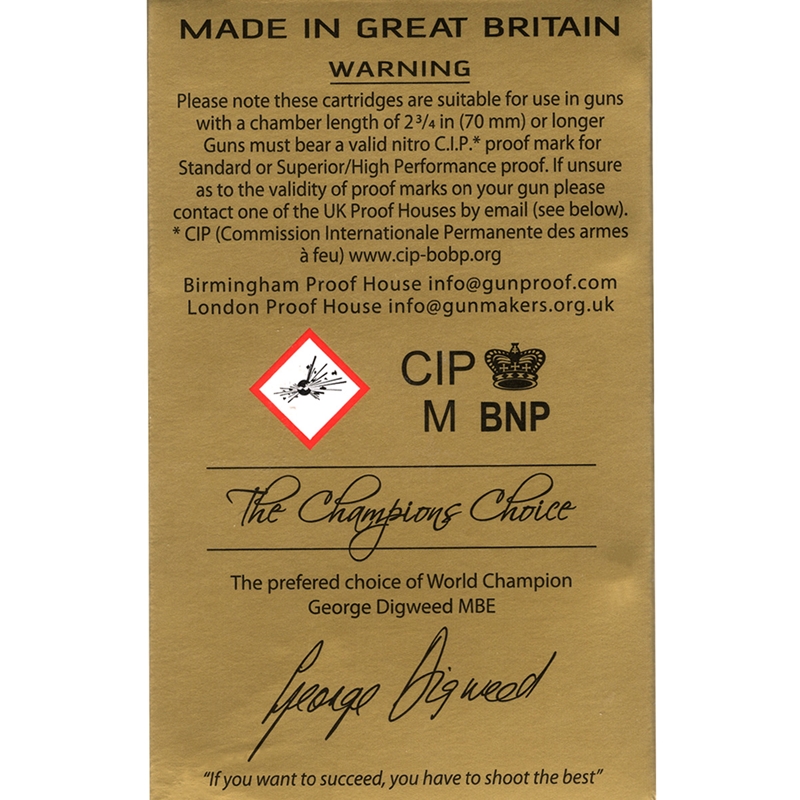 MADE IN GREAT BRITAIN
WARNING
Please note these cartridges are suitable for use in guns
with a chamber length of 2 3/4 in (70 mm) or longer
Guns must bear a valid nitro C.I.P.* proof mark for
Standard or Superior/High Performance proof. If unsure
as to the validity of proof marks on your gun please
contact one of the UK Proof Houses by email (see below).
* CIP (Commission Internationale Permanente des armes
à feu) www.cip-bobp.org
Birmingham Proof House info@gunproof.com
London Proof House info@gunmakers.org.uk
CIP
M BNP
The Champions Choice
The prefered choice of World Champion
George Digweed MBE
George Digweed
"If you want to succeed, you have to shoot the best"